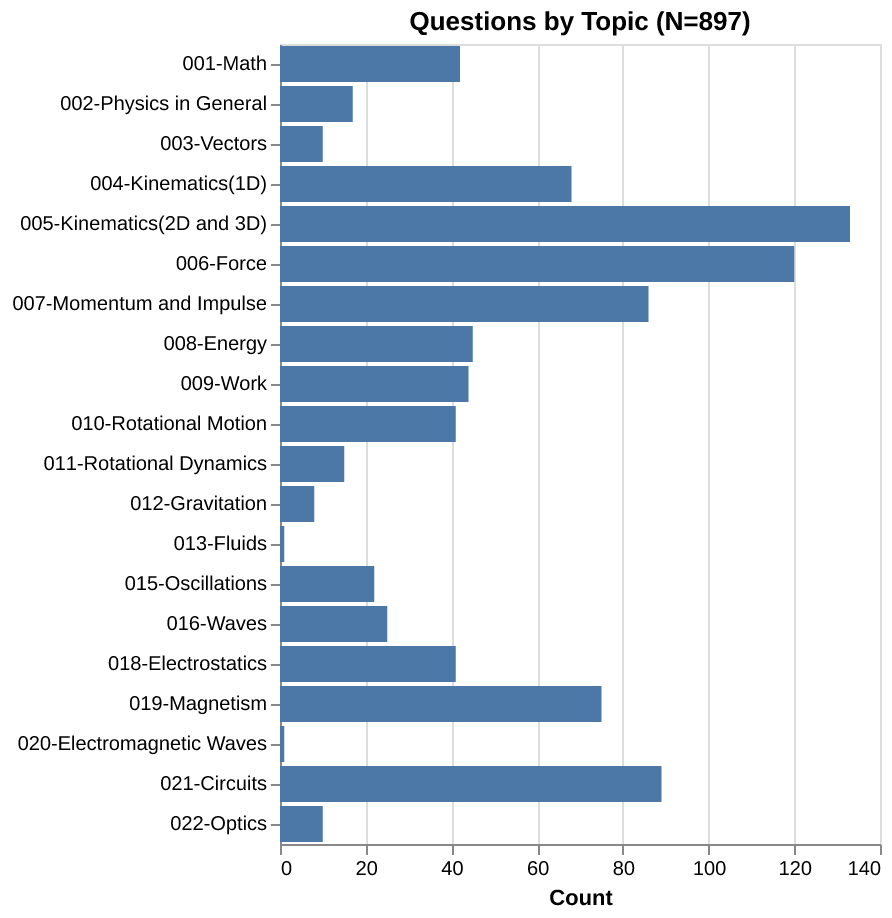 Questions by Topic (N=897)
001-Math
002-Physics in General
003-Vectors
004-Kinematics(1D)
005-Kinematics(2D and 3D)
006-Force
007-Momentum and Impulse
008-Energy
009-Work
010-Rotational Motion
011-Rotational Dynamics
012-Gravitation
013-Fluids
015-Oscillations
016-Waves
018-Electrostatics
019-Magnetism
020-Electromagnetic Waves
021-Circuits
022-Optics
0 20 40 60 80 100 120 140
Count